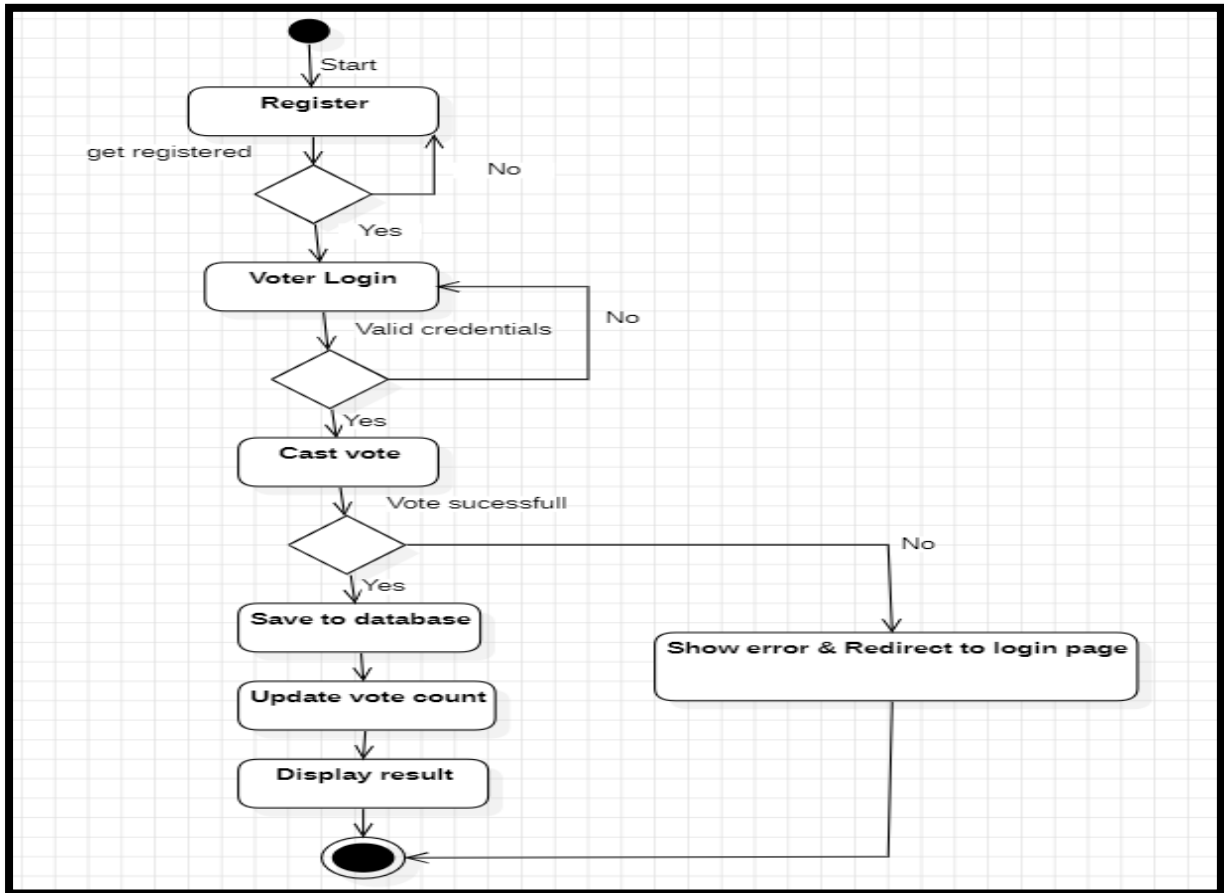 Start
Register
get registered
No
Yes
Voter Login
No
Valid credentials
Yes
Cast vote
Vote sucessfull
No
Yes
Save to database
Show error & Redirect to login page
Update vote count
Display result